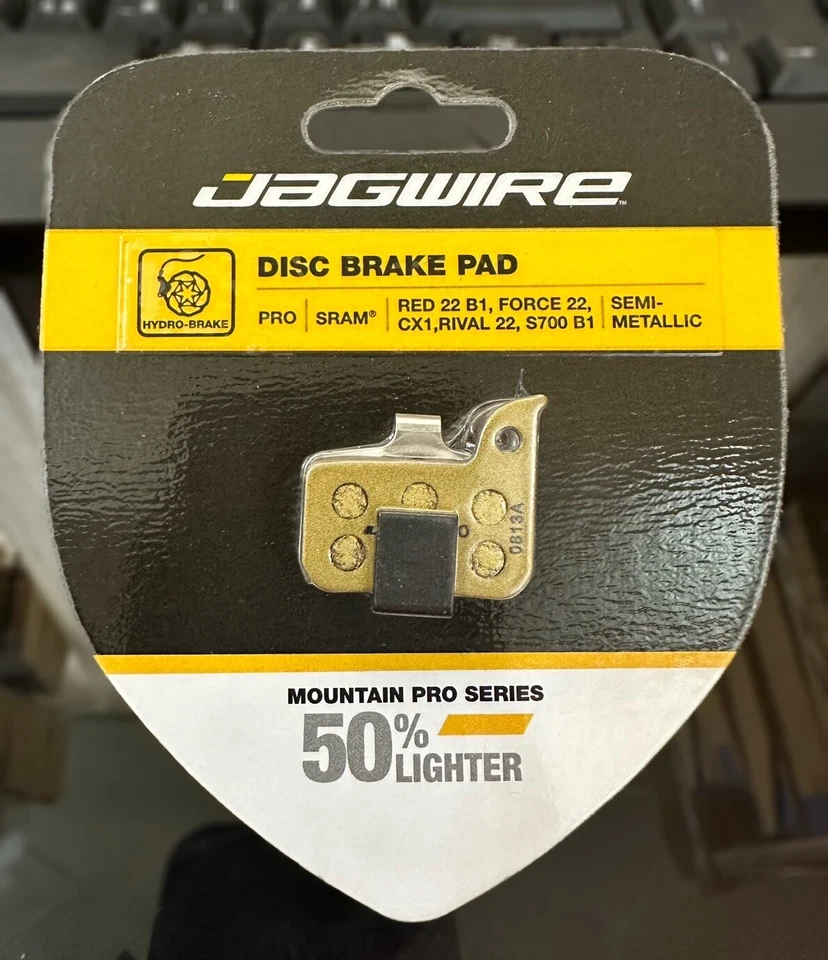 JAGWIRE™
DISC BRAKE PAD
HYDRO-BRAKE
PRO SRAM® RED 22 B1, FORCE 22, SEMI-
CX1,RIVAL 22, S700 B1 METALLIC
0813A
MOUNTAIN PRO SERIES
50%
LIGHTER